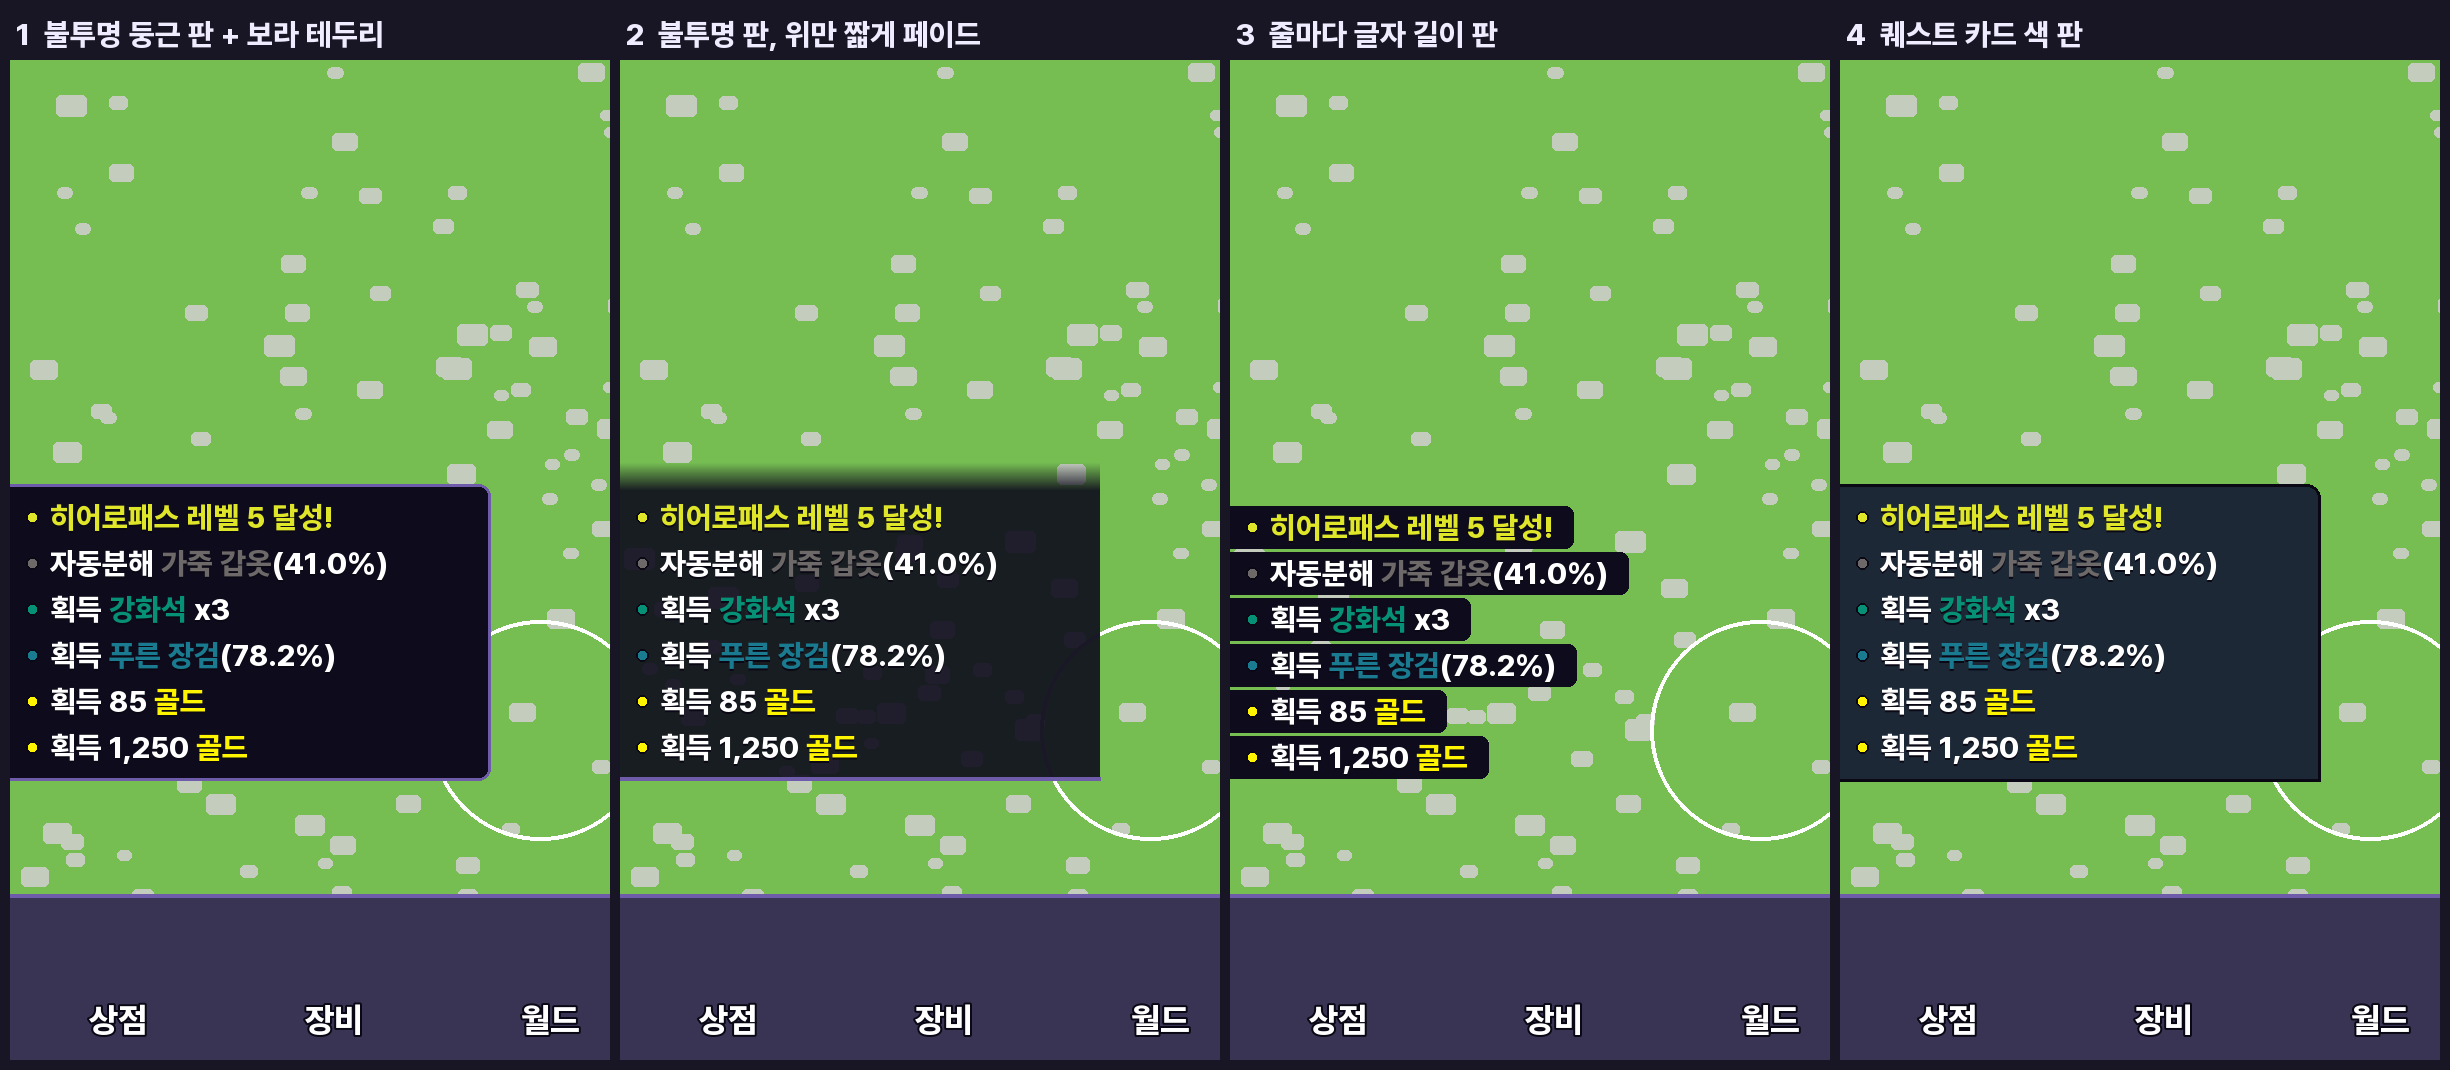 1 불투명 둥근 판 + 보라 테두리
• 히어로패스 레벨 5 달성!
• 자동분해 가죽 갑옷(41.0%)
• 획득 강화석 x3
• 획득 푸른 장검(78.2%)
• 획득 85 골드
• 획득 1,250 골드
상점 장비 월드
2 불투명 판, 위만 짧게 페이드
• 히어로패스 레벨 5 달성!
• 자동분해 가죽 갑옷(41.0%)
• 획득 강화석 x3
• 획득 푸른 장검(78.2%)
• 획득 85 골드
• 획득 1,250 골드
상점 장비 월드
3 줄마다 글자 길이 판
• 히어로패스 레벨 5 달성!
• 자동분해 가죽 갑옷(41.0%)
• 획득 강화석 x3
• 획득 푸른 장검(78.2%)
• 획득 85 골드
• 획득 1,250 골드
상점 장비 월드
4 퀘스트 카드 색 판
• 히어로패스 레벨 5 달성!
• 자동분해 가죽 갑옷(41.0%)
• 획득 강화석 x3
• 획득 푸른 장검(78.2%)
• 획득 85 골드
• 획득 1,250 골드
상점 장비 월드